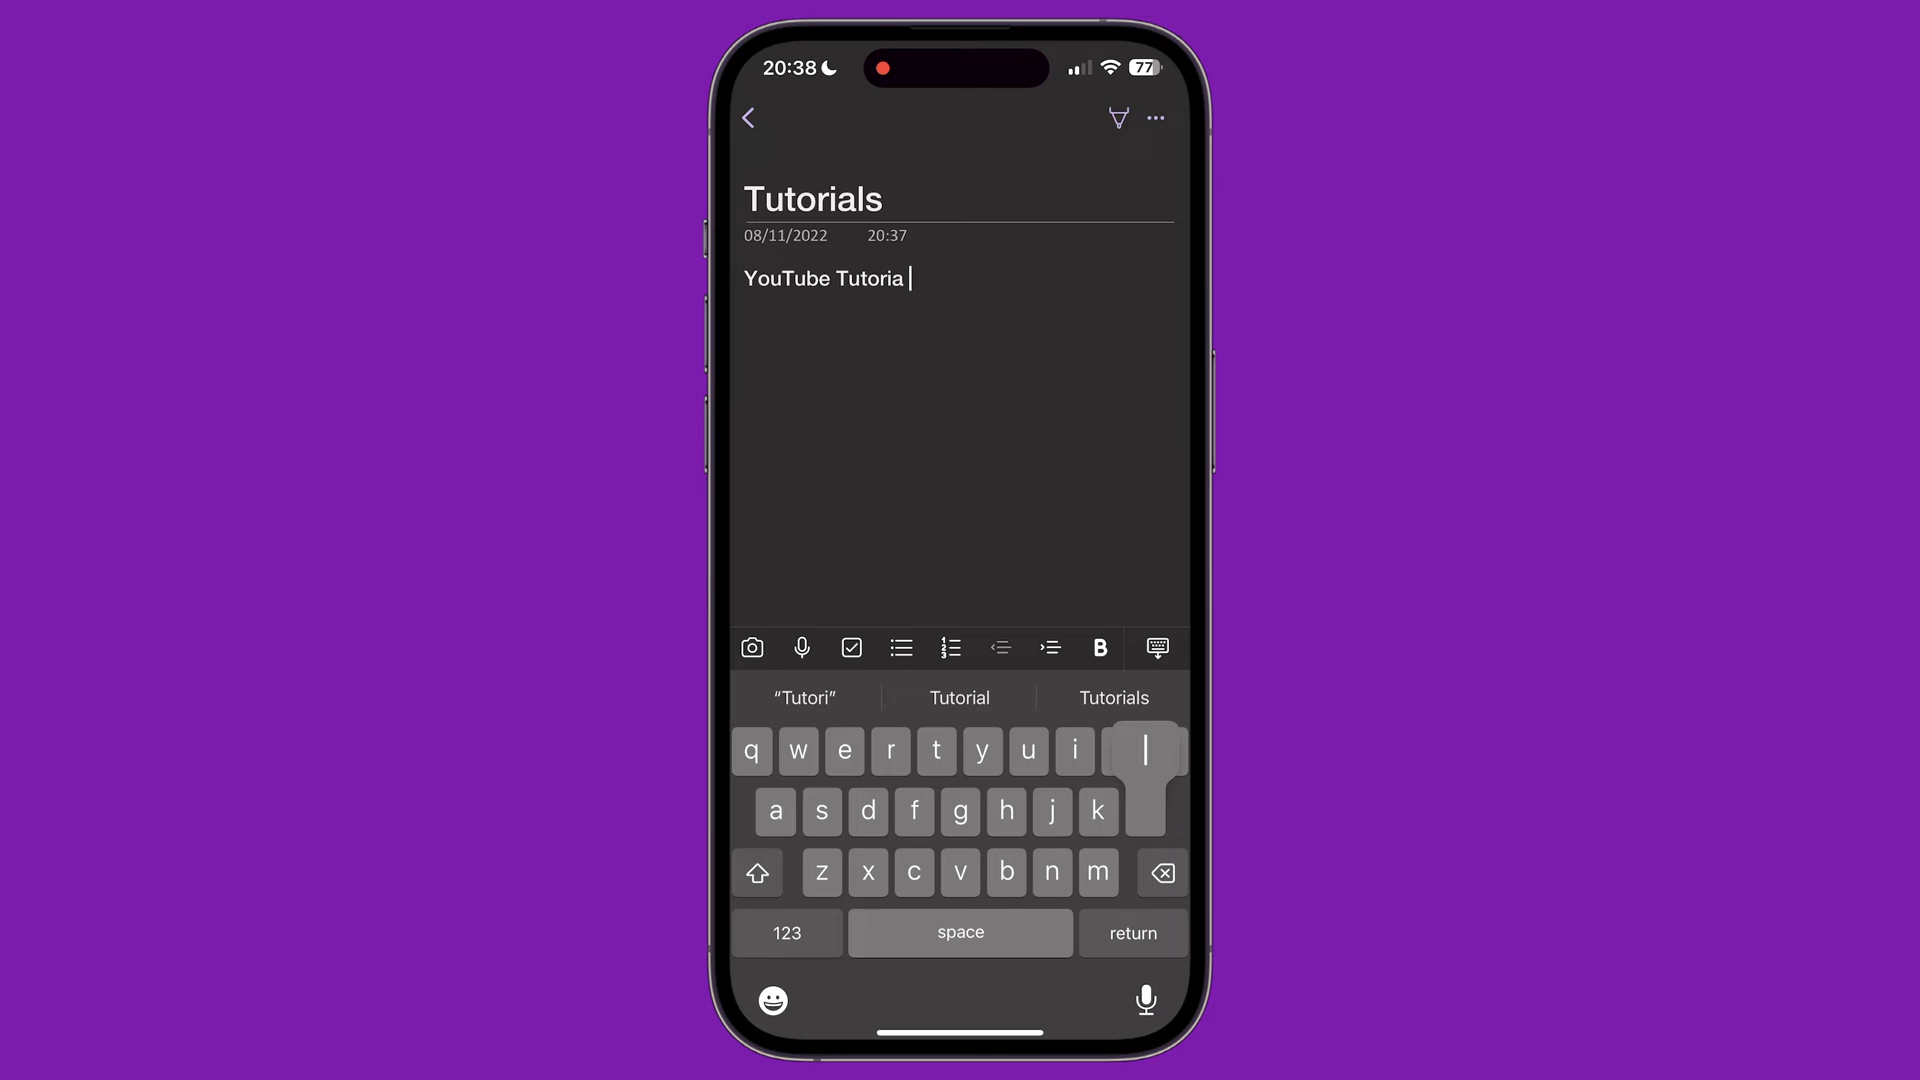 20:38
77
Tutorials
08/11/2022 20:37
YouTube Tutoria
B
“Tutori” Tutorial Tutorials
q w e r t y u i l
a s d f g h j k
z x c v b n m
123 space return